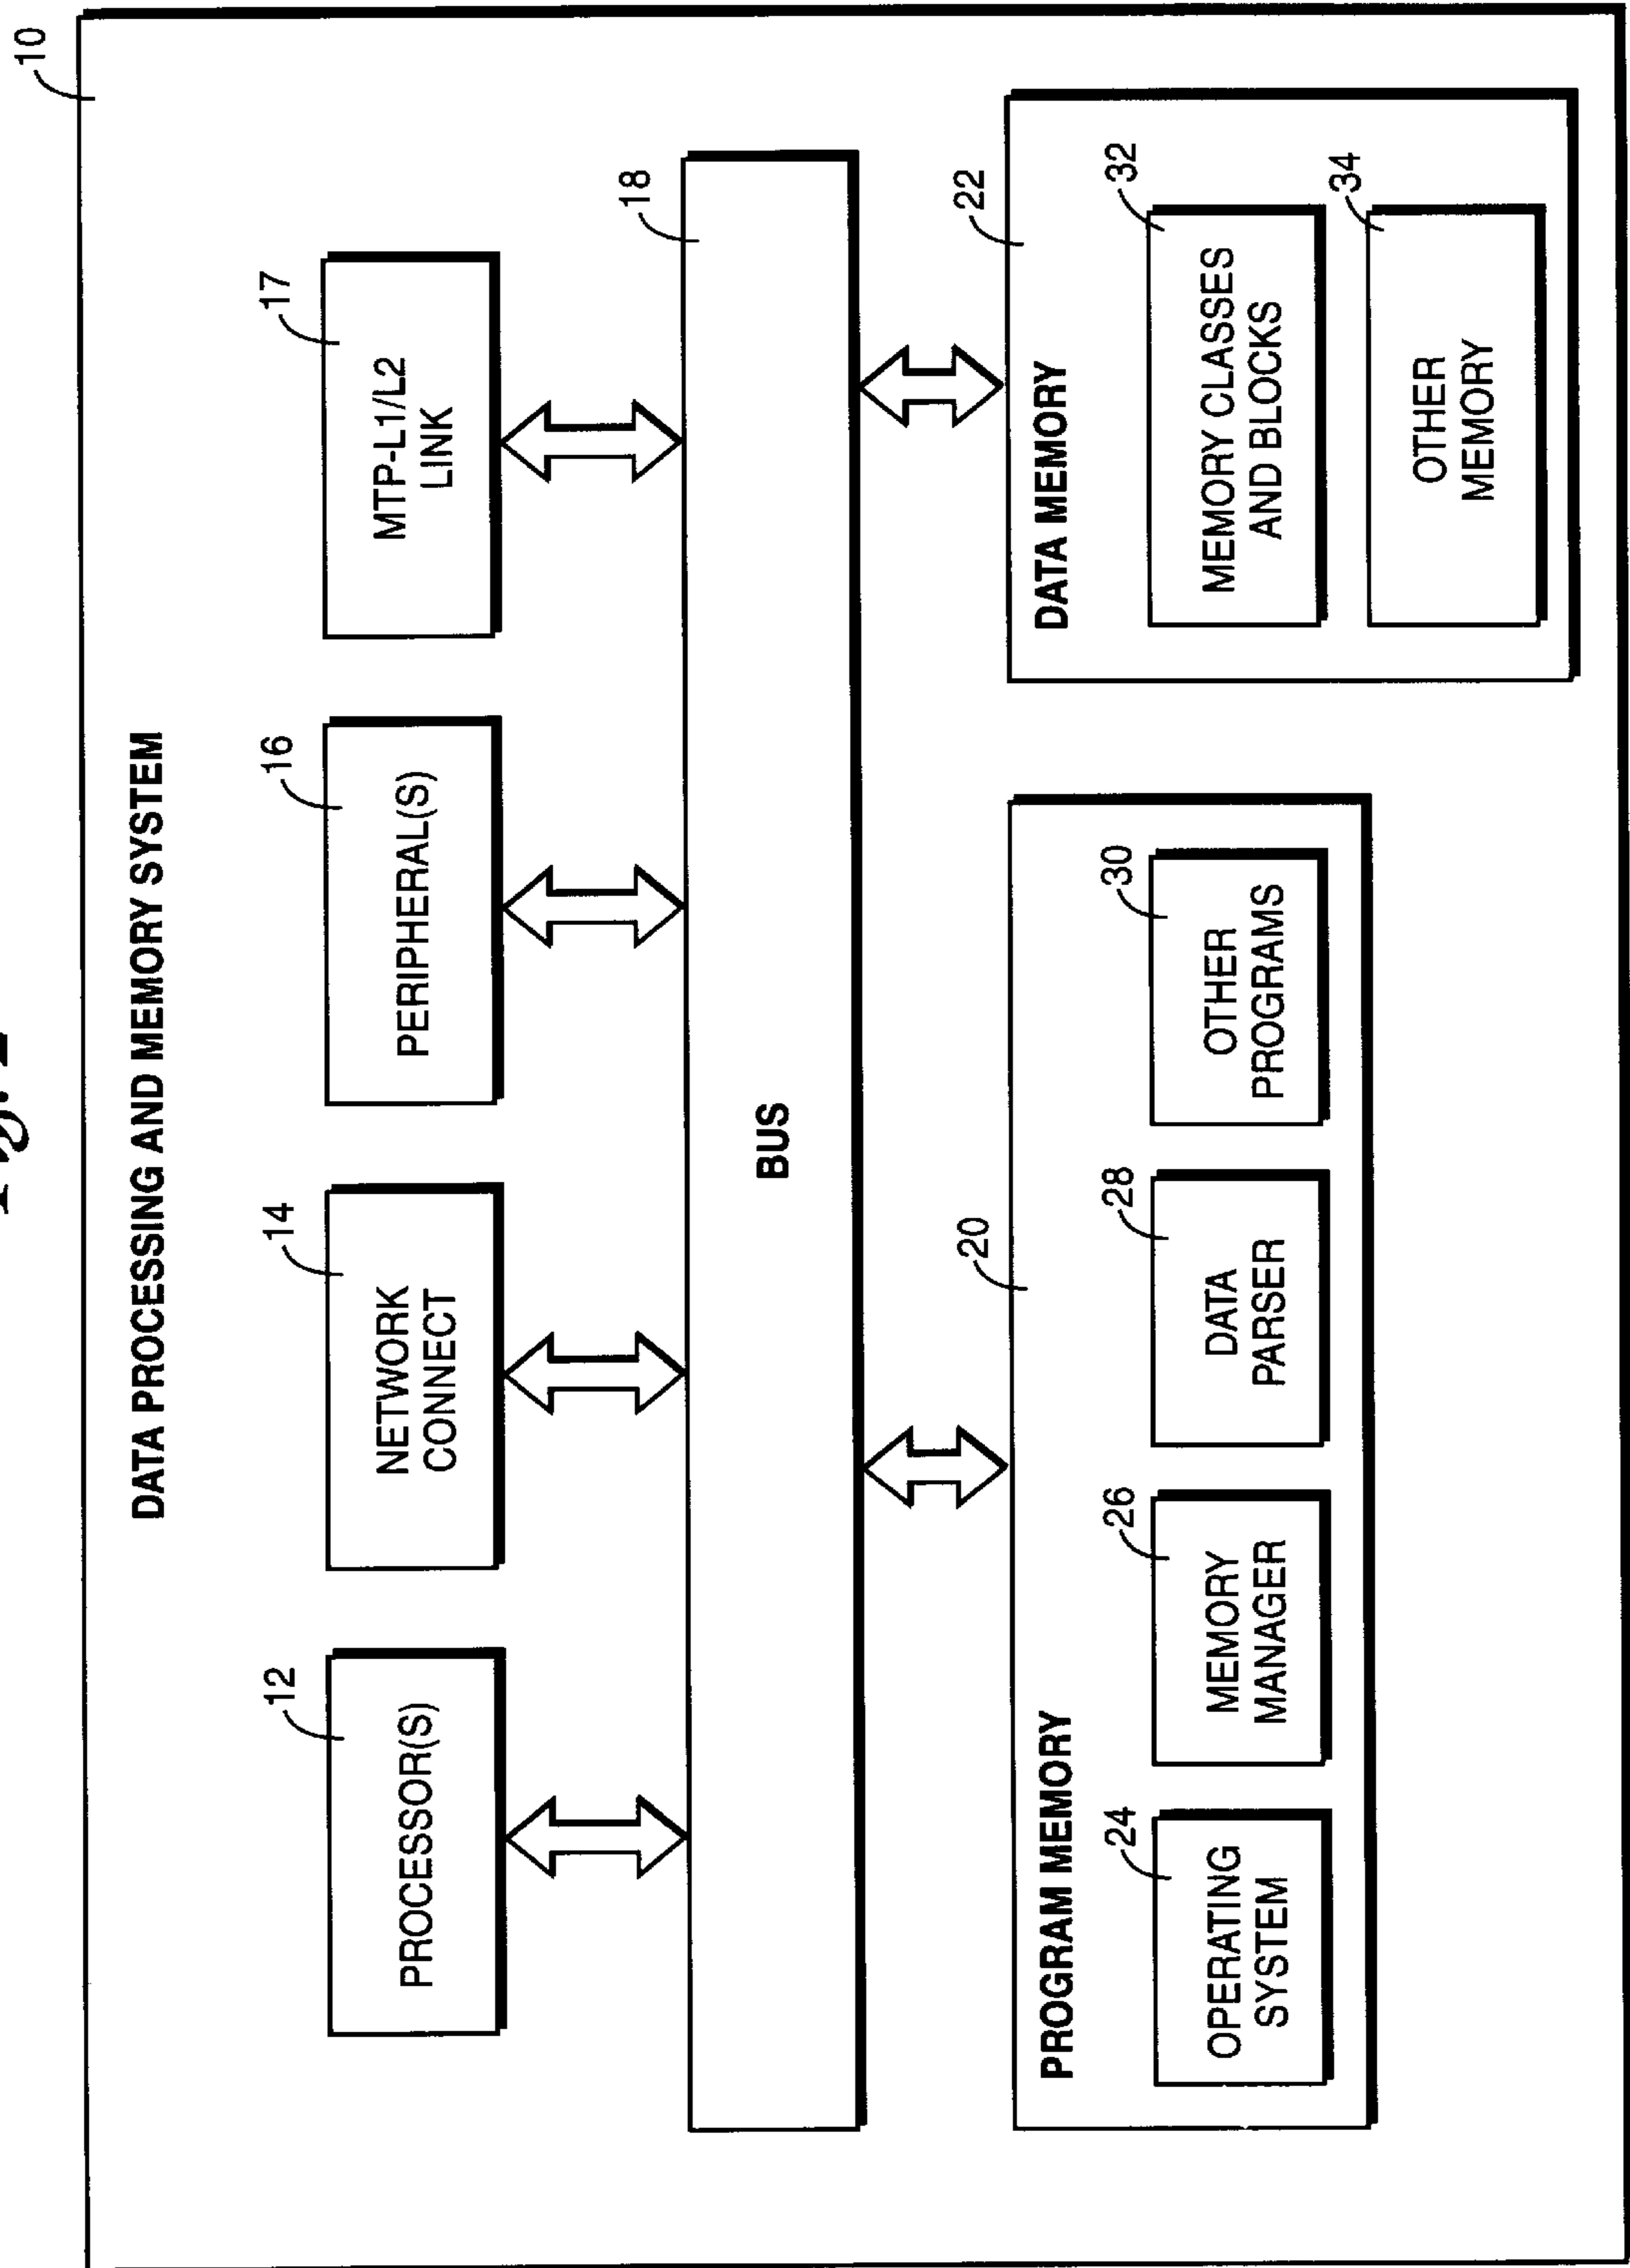 10
DATA PROCESSING AND MEMORY SYSTEM
12
PROCESSOR(S)
14
NETWORK
CONNECT
16
PERIPHERAL(S)
17
MTP-L1/L2
LINK
18
BUS
20
PROGRAM MEMORY
24
OPERATING
SYSTEM
26
MEMORY
MANAGER
28
DATA
PARSER
30
OTHER
PROGRAMS
22
DATA MEMORY
32
MEMORY CLASSES
AND BLOCKS
34
OTHER
MEMORY